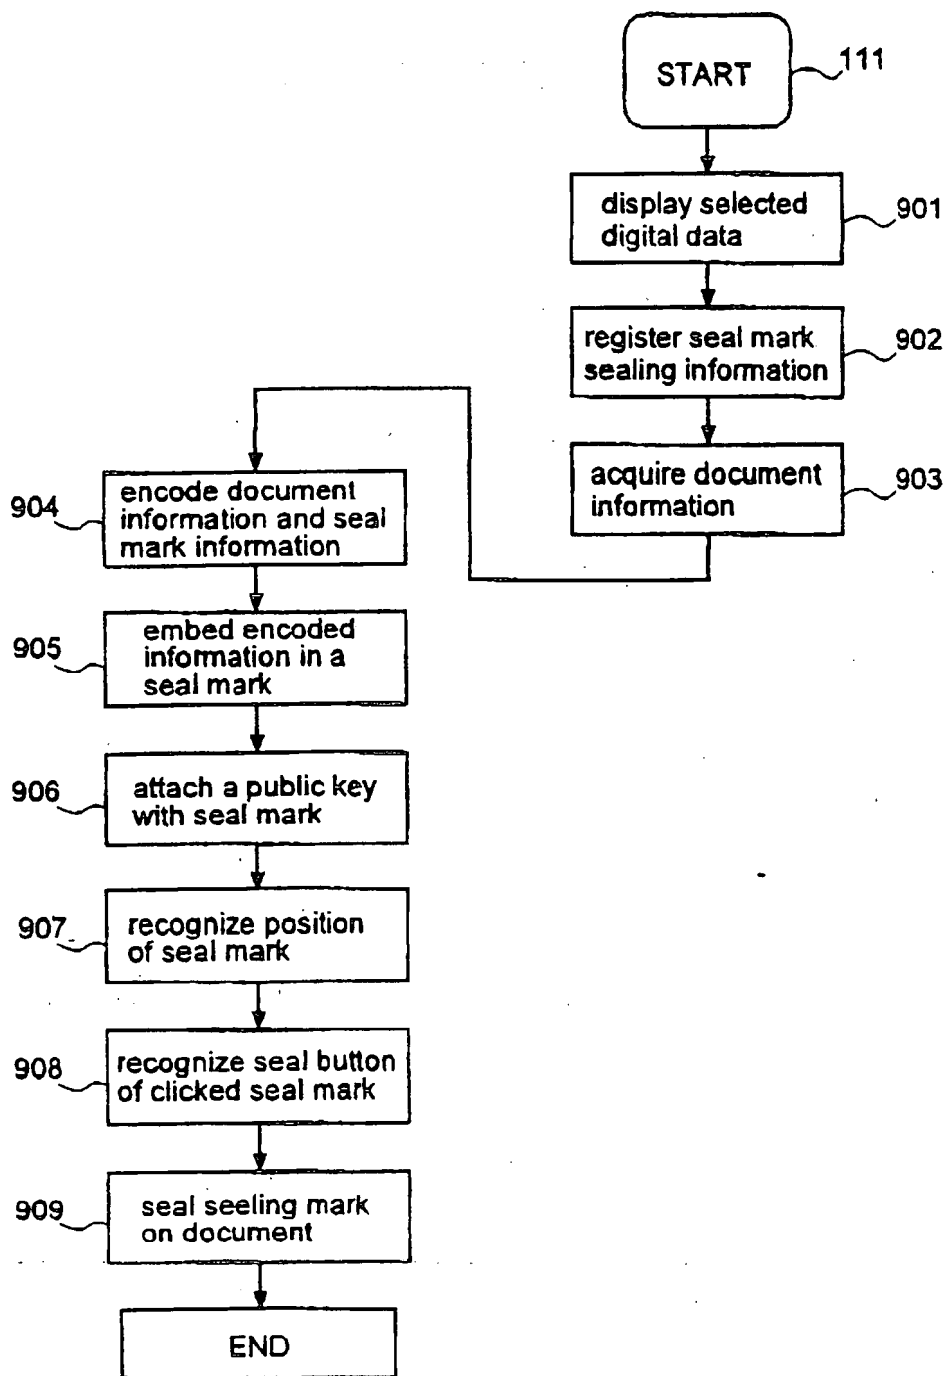 START
111
display selected
digital data
901
register seal mark
sealing information
902
acquire document
information
903
904
encode document
information and seal
mark information
905
embed encoded
information in a
seal mark
906
attach a public key
with seal mark
907
recognize position
of seal mark
908
recognize seal button
of clicked seal mark
909
seal seeling mark
on document
END